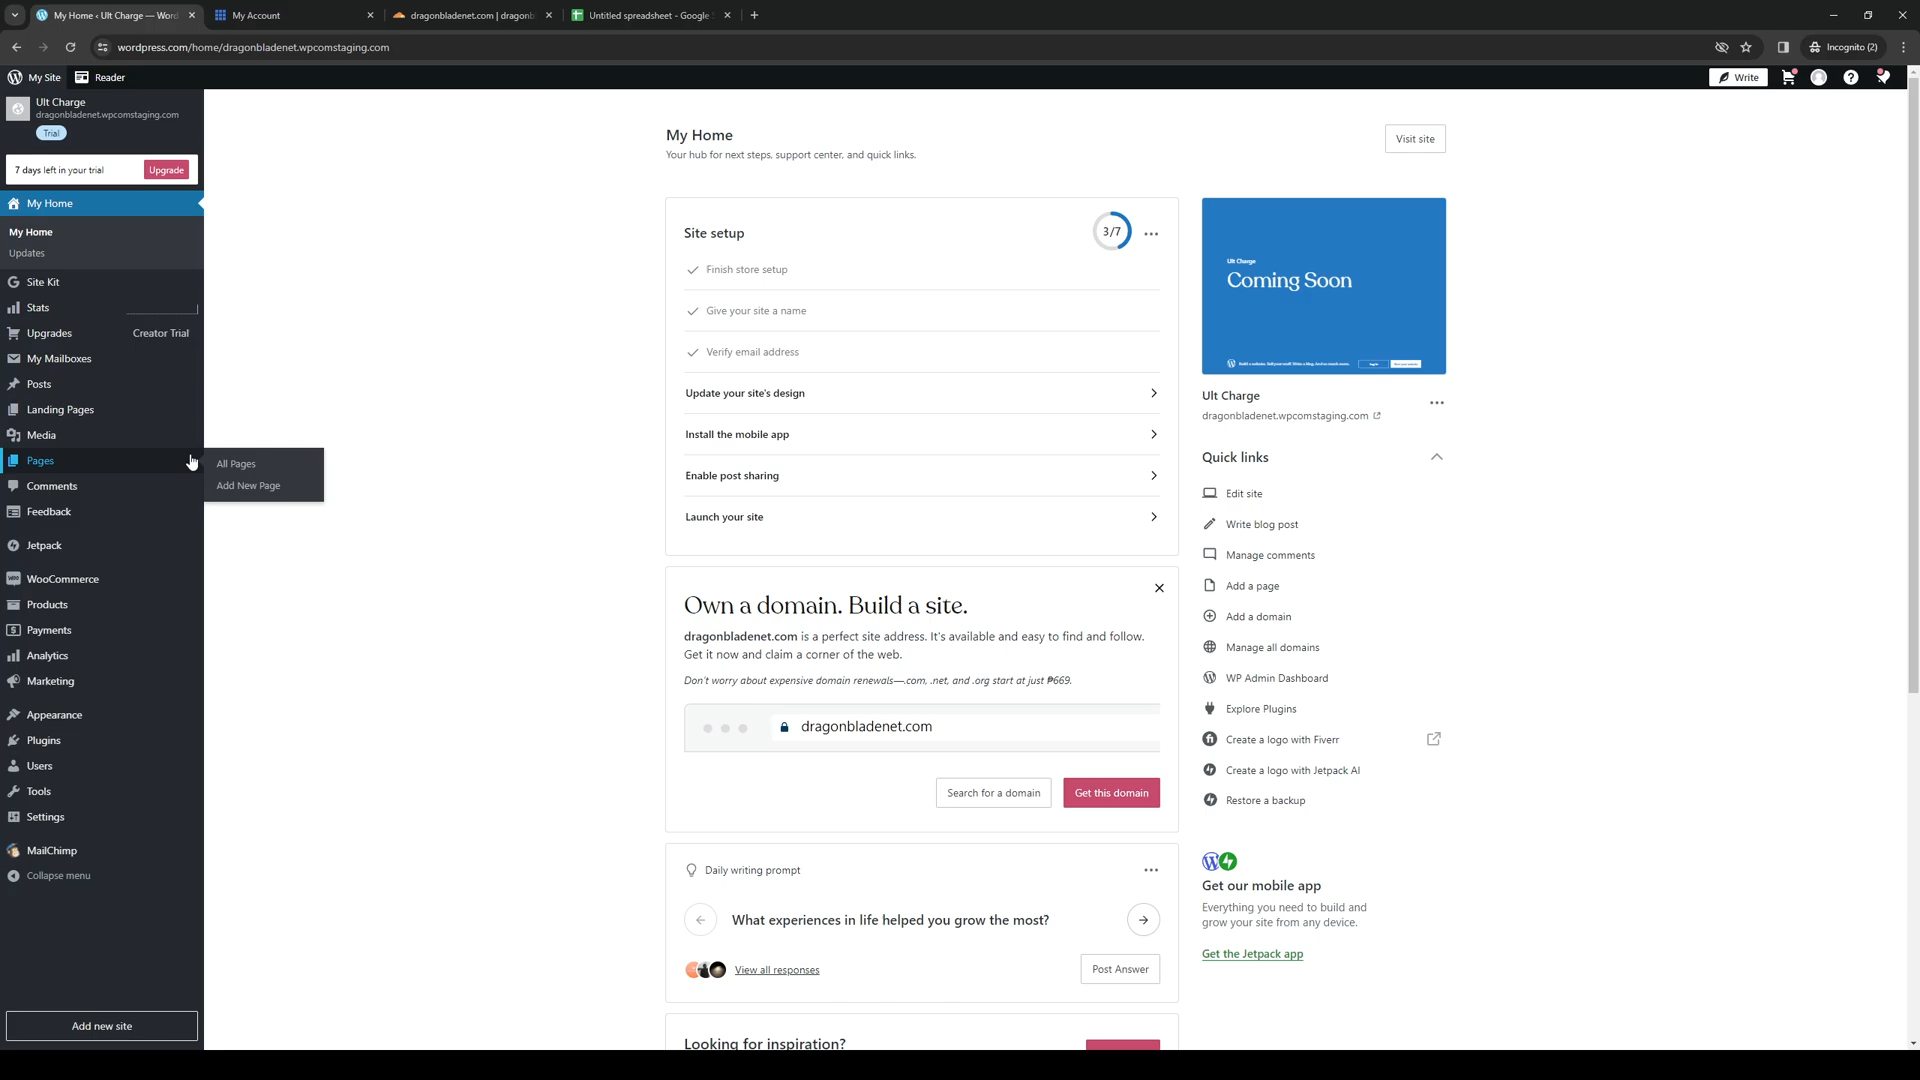 My Home ‹ Ult Charge — Word
My Account
dragonbladenet.com | dragonb
Untitled spreadsheet - Google S
wordpress.com/home/dragonbladenet.wpcomstaging.com
Incognito (2)
My Site
Reader
Write
Ult Charge
dragonbladenet.wpcomstaging.com
Trial
7 days left in your trial
Upgrade
My Home
My Home
Updates
Site Kit
Stats
Upgrades
Creator Trial
My Mailboxes
Posts
Landing Pages
Media
Pages
All Pages
Add New Page
Comments
Feedback
Jetpack
WooCommerce
Products
Payments
Analytics
Marketing
Appearance
Plugins
Users
Tools
Settings
MailChimp
Collapse menu
Add new site
My Home
Your hub for next steps, support center, and quick links.
Visit site
Site setup
3/7
Finish store setup
Give your site a name
Verify email address
Update your site's design
Install the mobile app
Enable post sharing
Launch your site
Own a domain. Build a site.
dragonbladenet.com is a perfect site address. It's available and easy to find and follow.
Get it now and claim a corner of the web.
Don't worry about expensive domain renewals—.com, .net, and .org start at just ₱669.
dragonbladenet.com
Search for a domain
Get this domain
Daily writing prompt
What experiences in life helped you grow the most?
View all responses
Post Answer
Looking for inspiration?
Ult Charge
Coming Soon
Ult Charge
dragonbladenet.wpcomstaging.com
Quick links
Edit site
Write blog post
Manage comments
Add a page
Add a domain
Manage all domains
WP Admin Dashboard
Explore Plugins
Create a logo with Fiverr
Create a logo with Jetpack AI
Restore a backup
Get our mobile app
Everything you need to build and
grow your site from any device.
Get the Jetpack app